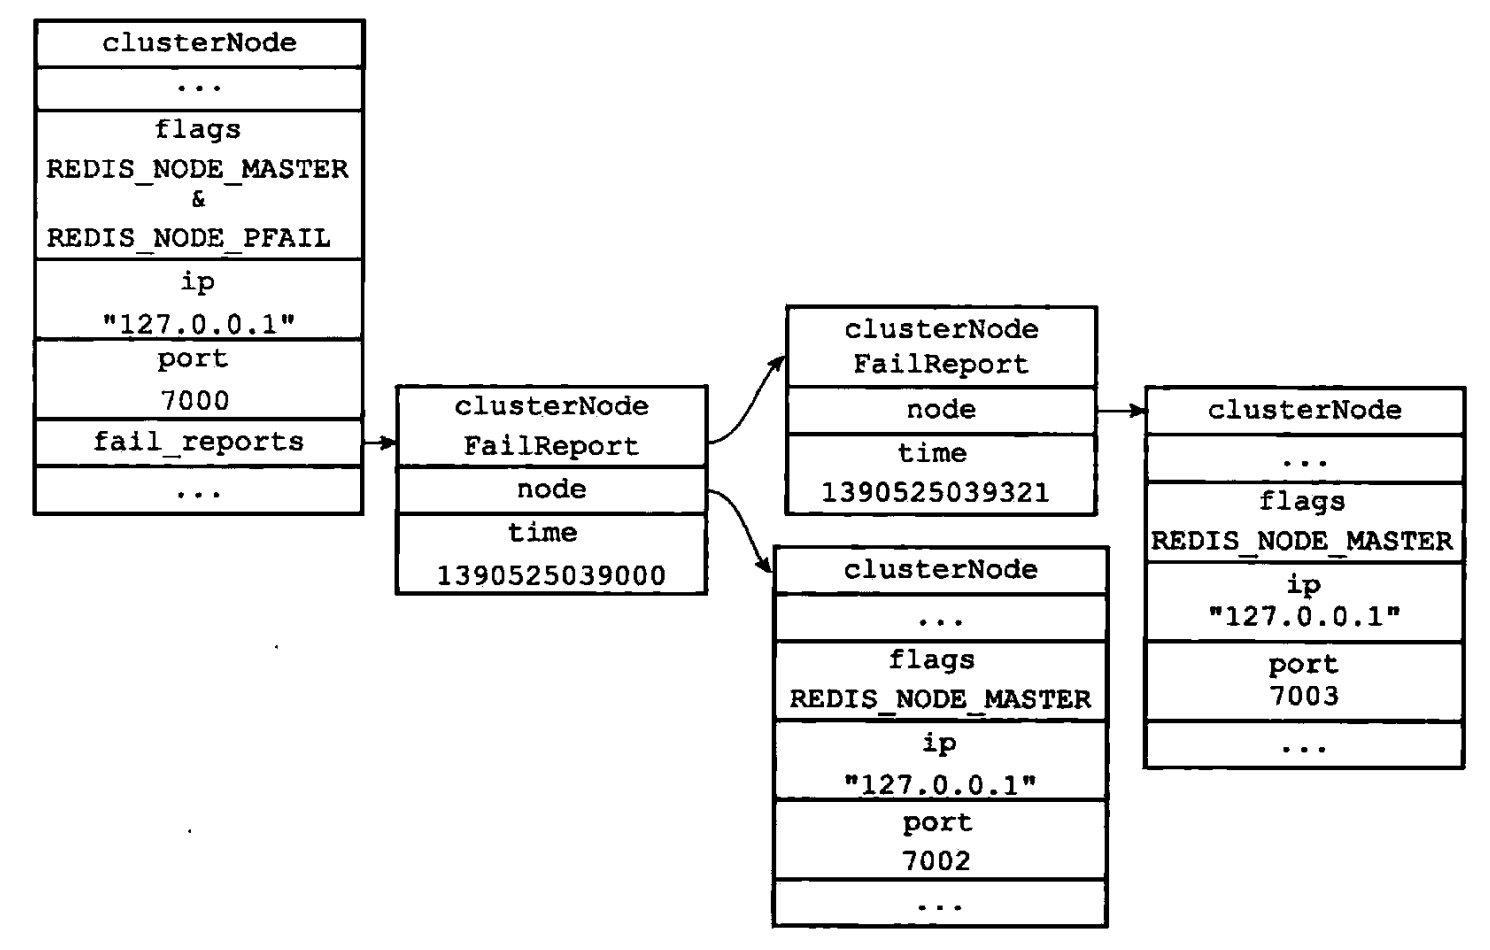 clusterNode
...
flags
REDIS_NODE_MASTER
&
REDIS_NODE_PFAIL
ip
"127.0.0.1"
port
7000
fail_reports
...
clusterNode
FailReport
node
time
1390525039000
clusterNode
FailReport
node
time
1390525039321
clusterNode
...
flags
REDIS_NODE_MASTER
ip
"127.0.0.1"
port
7002
...
clusterNode
...
flags
REDIS_NODE_MASTER
ip
"127.0.0.1"
port
7003
...